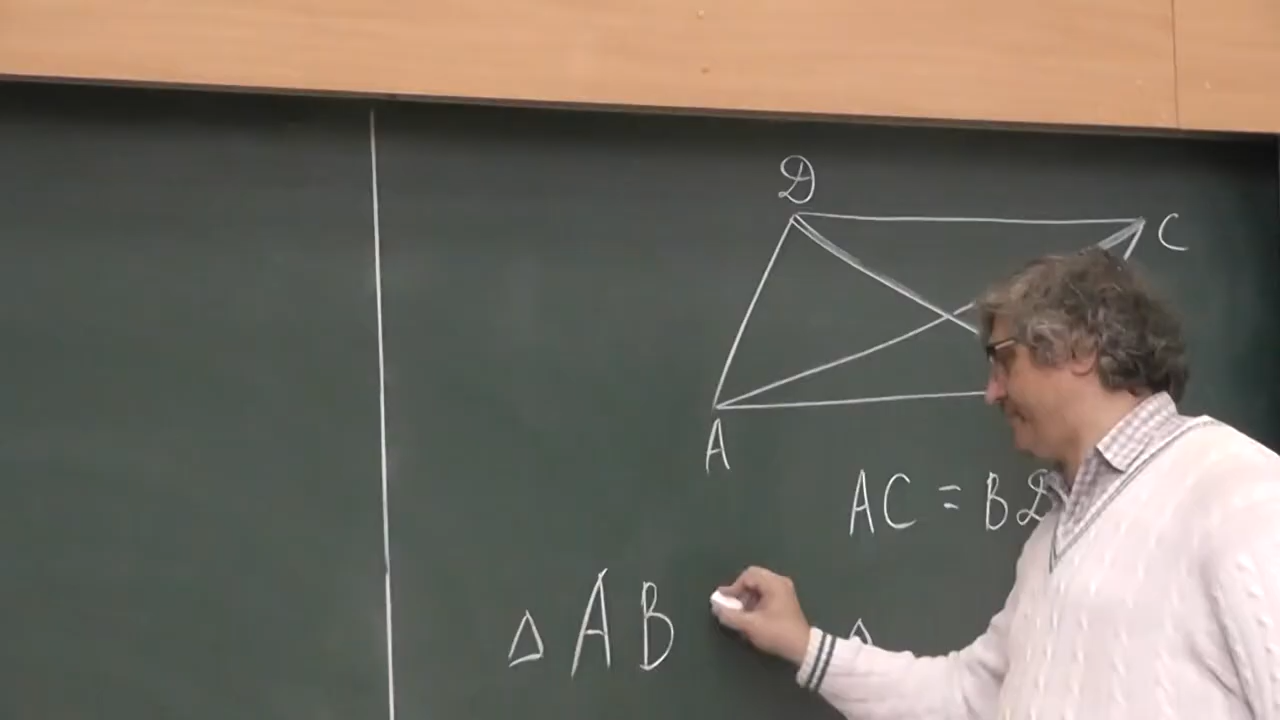 D
C
A
AC = BD
△ AB △